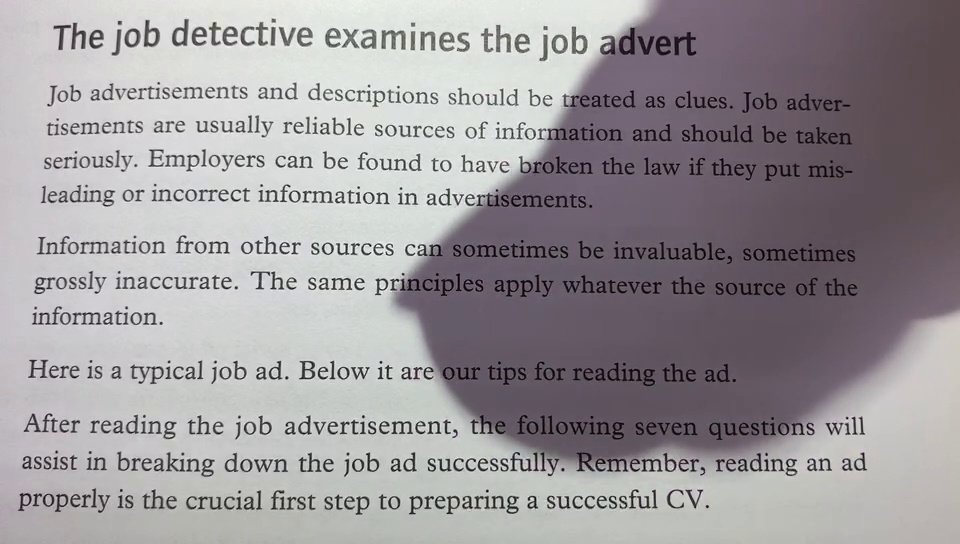 The job detective examines the job advert
Job advertisements and descriptions should be treated as clues. Job adver-
tisements are usually reliable sources of information and should be taken
seriously. Employers can be found to have broken the law if they put mis-
leading or incorrect information in advertisements.
Information from other sources can sometimes be invaluable, sometimes
grossly inaccurate. The same principles apply whatever the source of the
information.
Here is a typical job ad. Below it are our tips for reading the ad.
After reading the job advertisement, the following seven questions will
assist in breaking down the job ad successfully. Remember, reading an ad
properly is the crucial first step to preparing a successful CV.